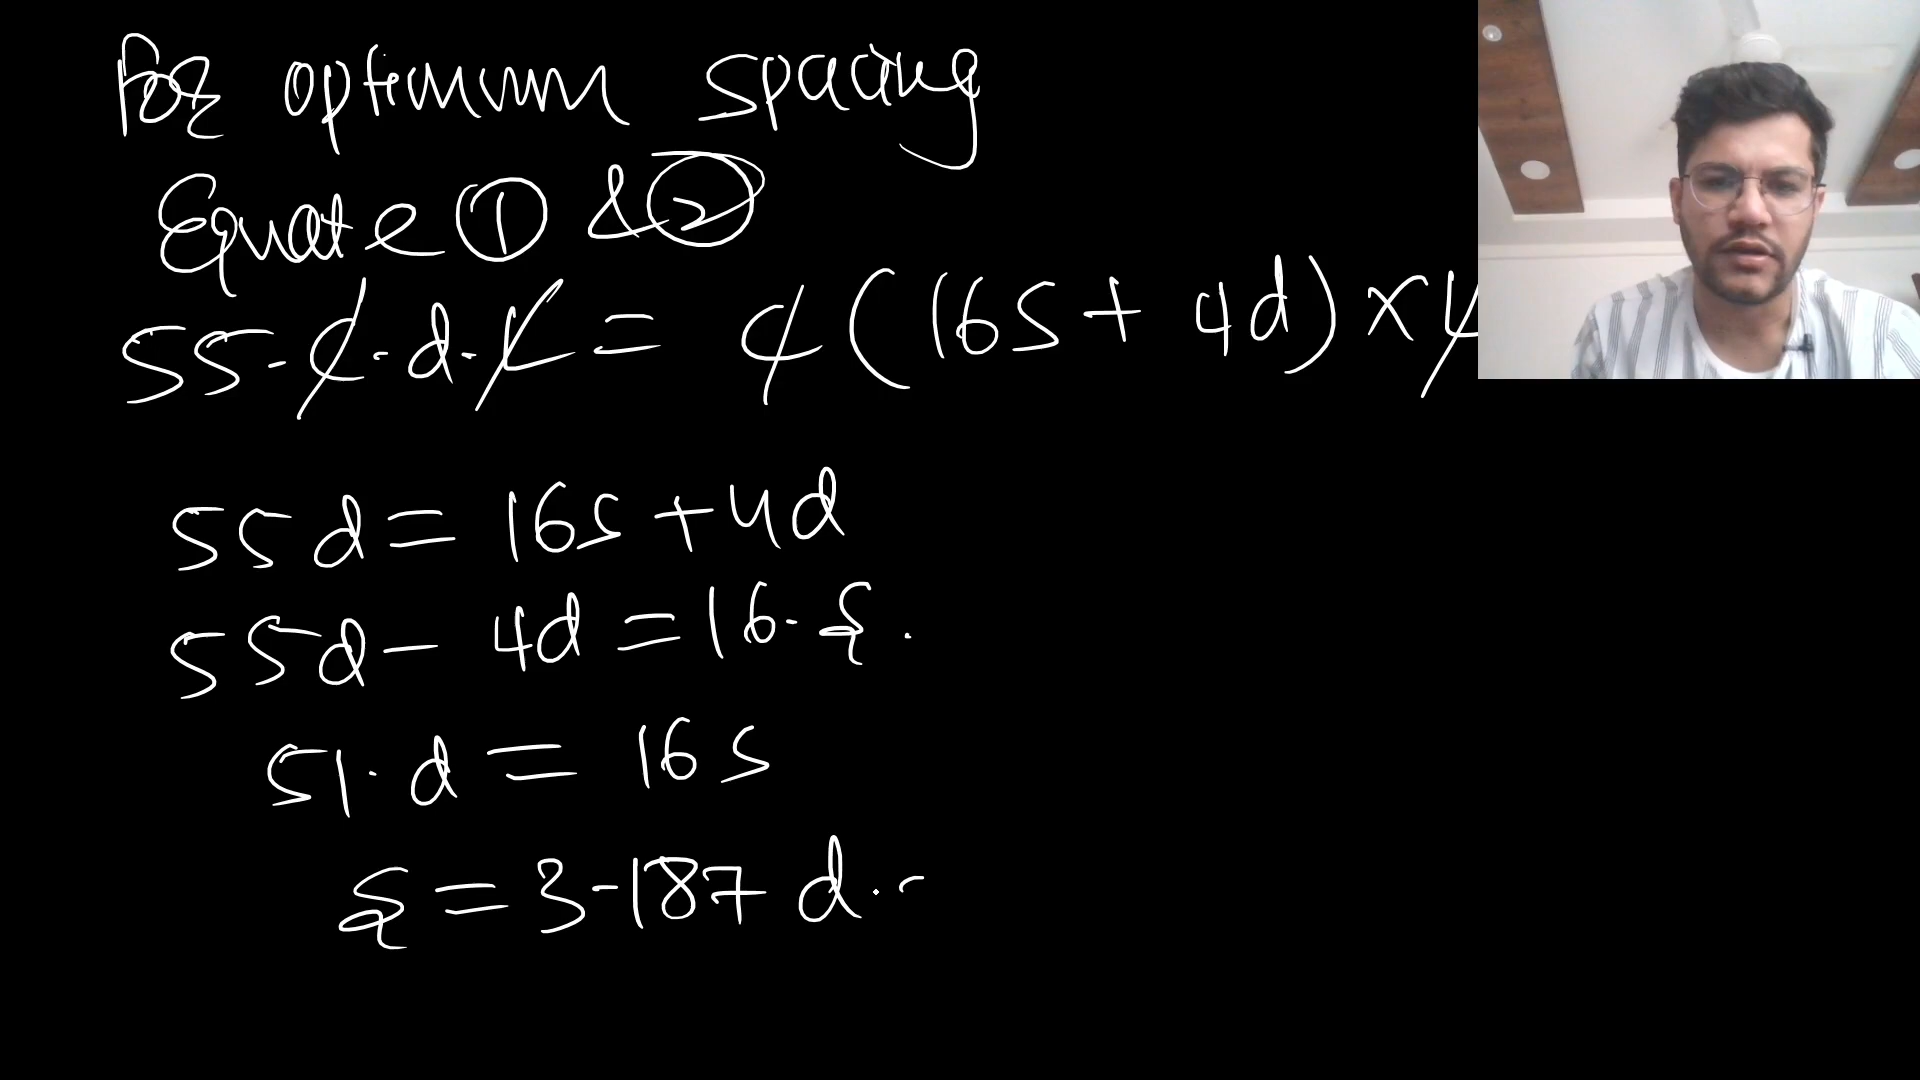 For optimum spacing
Equate ① & ②
55·L·d·L = L(16s + 4d) × L
55d = 16s + 4d
55d - 4d = 16·s.
51·d = 16s
s = 3.187 d.